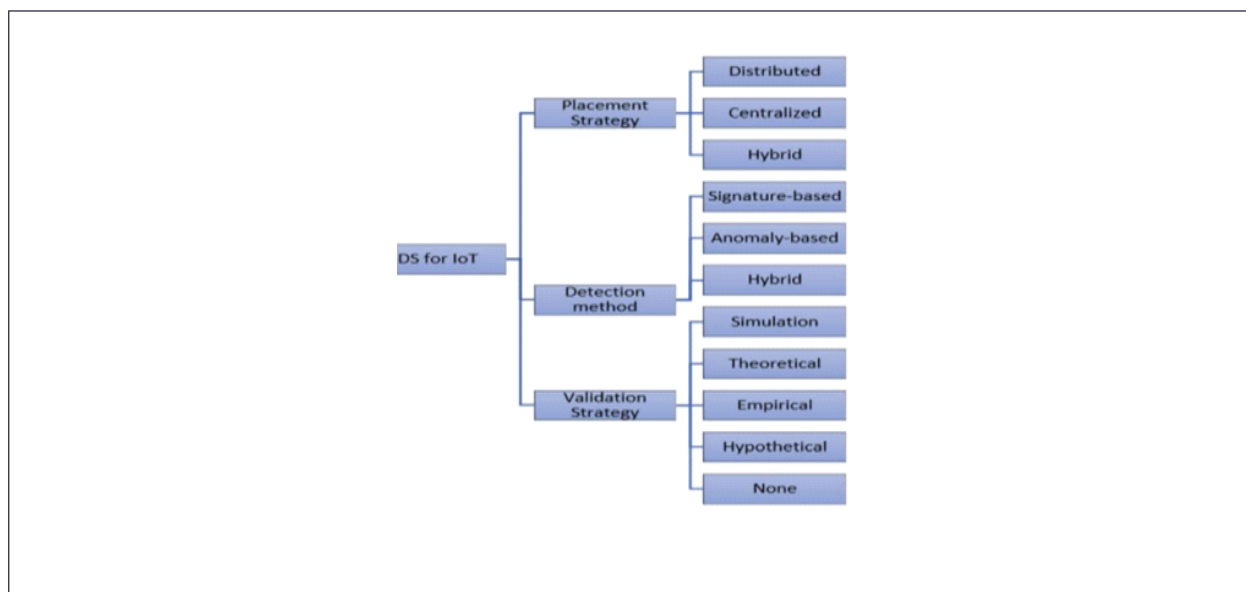 Distributed
Placement
Strategy
Centralized
Hybrid
Signature-based
Anomaly-based
DS for IoT
Hybrid
Detection
method
Simulation
Theoretical
Validation
Strategy
Empirical
Hypothetical
None